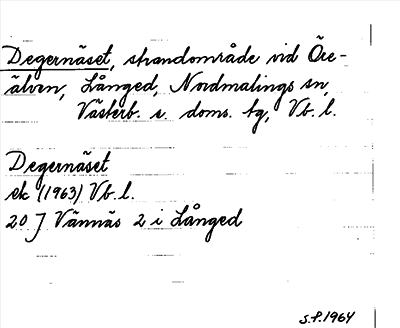 Degernäset, strandområde vid Öre-
älven, Långed, Nordmalings sn,
Västerb. s. doms. tg, Vb. l.
Degernäset
ek (1963) Vb. l.
20 J Vännäs 2 i Långed
S.P. 1964